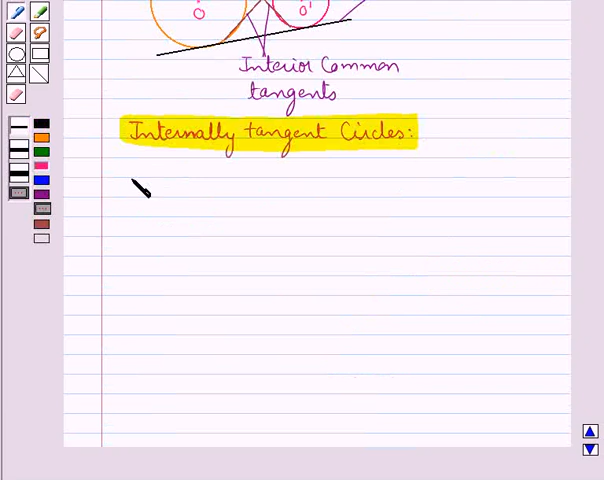 O O'
Interior Common
tangents
Internally tangent Circles: